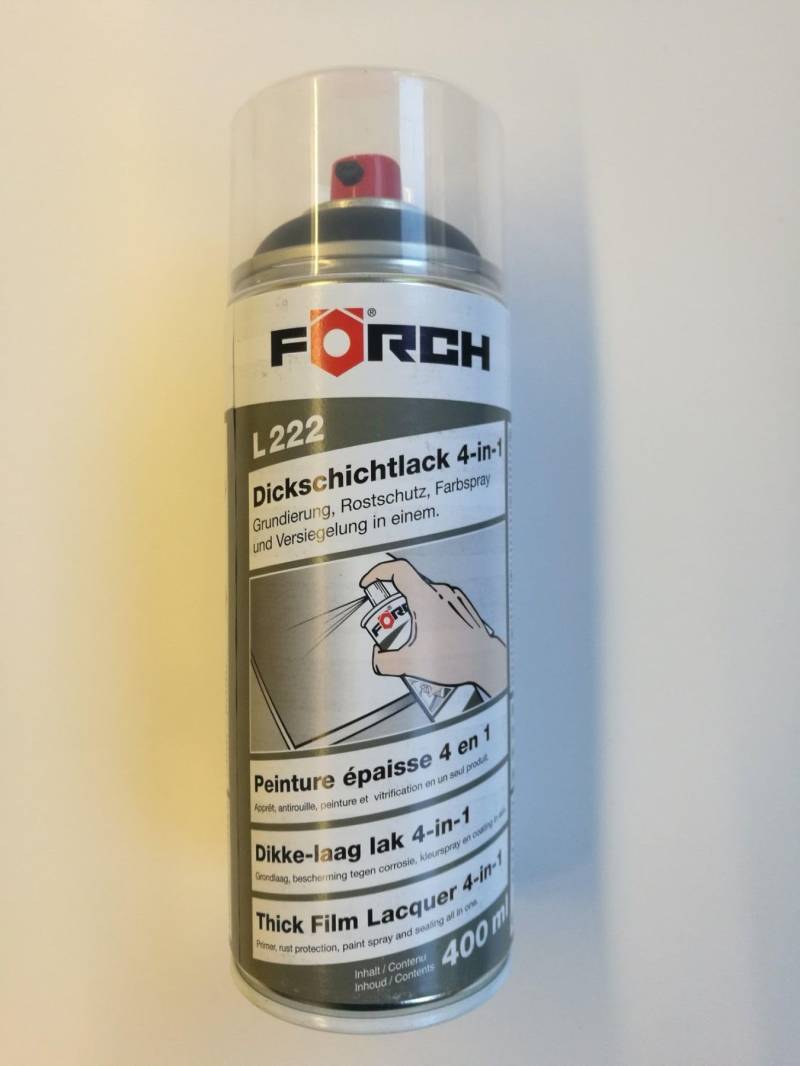 FÖRCH®
L 222
Dickschichtlack 4-in-1
Grundierung, Rostschutz, Farbspray
und Versiegelung in einem.
FÖR
Peinture épaisse 4 en 1
Apprêt, antirouille, peinture et vitrification en un seul produit.
Dikke-laag lak 4-in-1
Grondlaag, bescherming tegen corrosie, kleurspray en coating in
Thick Film Lacquer 4-in-1
Primer, rust protection, paint spray and sealing all in one.
Inhalt / Contenu
Inhoud / Contents
400 ml